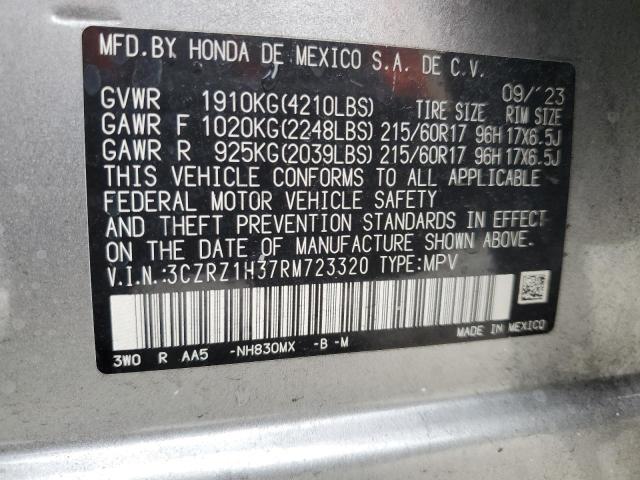 MFD.BY HONDA DE MEXICO S.A. DE C.V.
09/'23
GVWR 1910KG(4210LBS) TIRE SIZE RIM SIZE
GAWR F 1020KG(2248LBS) 215/60R17 96H 17X6.5J
GAWR R 925KG(2039LBS) 215/60R17 96H 17X6.5J
THIS VEHICLE CONFORMS TO ALL APPLICABLE
FEDERAL MOTOR VEHICLE SAFETY
AND THEFT PREVENTION STANDARDS IN EFFECT
ON THE DATE OF MANUFACTURE SHOWN ABOVE.
V.I.N.:3CZRZ1H37RM723320 TYPE:MPV
MADE IN MEXICO
3W0 R AA5 -NH830MX -B -M